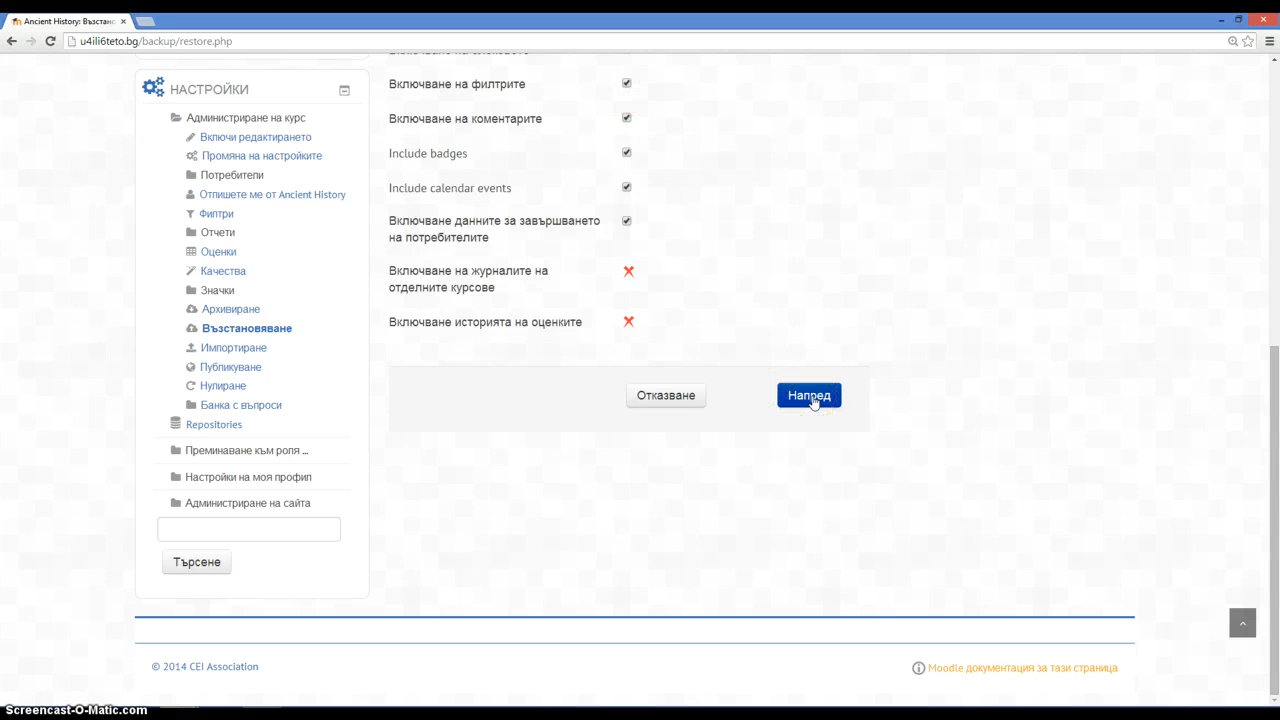 Ancient History: Възстано
u4ili6teto.bg/backup/restore.php
НАСТРОЙКИ
Администриране на курс
Включи редактирането
Промяна на настройките
Потребители
Отпишете ме от Ancient History
Филтри
Отчети
Оценки
Качества
Значки
Архивиране
Възстановяване
Импортиране
Публикуване
Нулиране
Банка с въпроси
Repositories
Преминаване към роля ...
Настройки на моя профил
Администриране на сайта
Търсене
Включване на филтрите
Включване на коментарите
Include badges
Include calendar events
Включване данните за завършването
на потребителите
Включване на журналите на
отделните курсове
Включване историята на оценките
Отказване
Напред
© 2014 CEI Association
Moodle документация за тази страница
Screencast-O-Matic.com